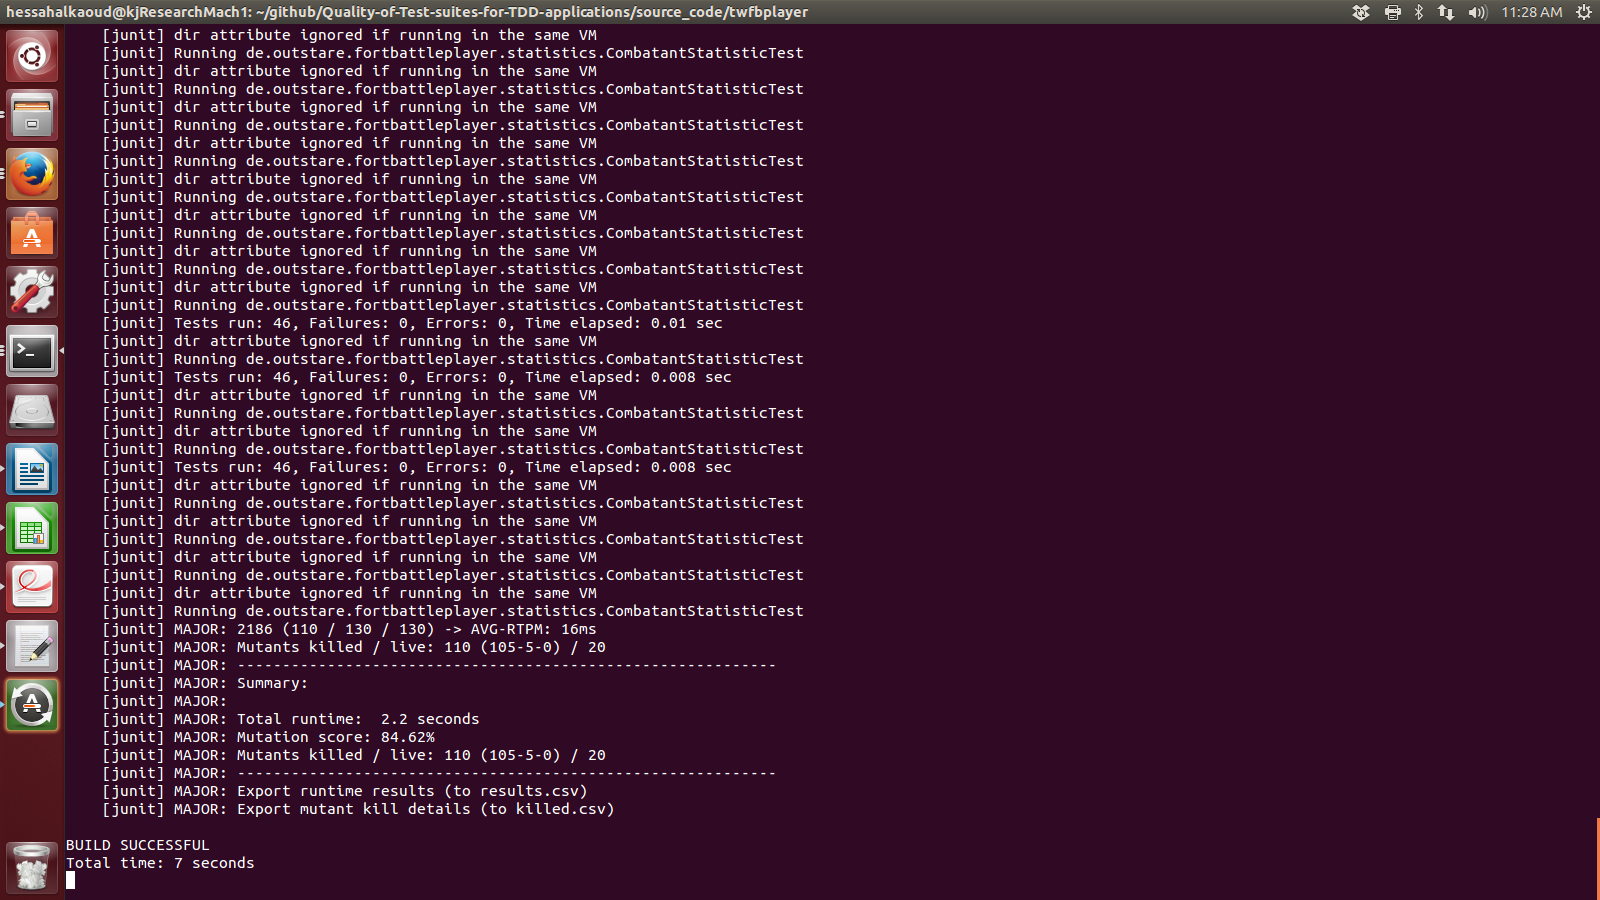 hessahalkaoud@kjResearchMach1: ~/github/Quality-of-Test-suites-for-TDD-applications/source_code/twfbplayer 11:28 AM
[junit] dir attribute ignored if running in the same VM
[junit] Running de.outstare.fortbattleplayer.statistics.CombatantStatisticTest
[junit] dir attribute ignored if running in the same VM
[junit] Running de.outstare.fortbattleplayer.statistics.CombatantStatisticTest
[junit] dir attribute ignored if running in the same VM
[junit] Running de.outstare.fortbattleplayer.statistics.CombatantStatisticTest
[junit] dir attribute ignored if running in the same VM
[junit] Running de.outstare.fortbattleplayer.statistics.CombatantStatisticTest
[junit] dir attribute ignored if running in the same VM
[junit] Running de.outstare.fortbattleplayer.statistics.CombatantStatisticTest
[junit] dir attribute ignored if running in the same VM
[junit] Running de.outstare.fortbattleplayer.statistics.CombatantStatisticTest
[junit] dir attribute ignored if running in the same VM
[junit] Running de.outstare.fortbattleplayer.statistics.CombatantStatisticTest
[junit] dir attribute ignored if running in the same VM
[junit] Running de.outstare.fortbattleplayer.statistics.CombatantStatisticTest
[junit] Tests run: 46, Failures: 0, Errors: 0, Time elapsed: 0.01 sec
[junit] dir attribute ignored if running in the same VM
[junit] Running de.outstare.fortbattleplayer.statistics.CombatantStatisticTest
[junit] Tests run: 46, Failures: 0, Errors: 0, Time elapsed: 0.008 sec
[junit] dir attribute ignored if running in the same VM
[junit] Running de.outstare.fortbattleplayer.statistics.CombatantStatisticTest
[junit] dir attribute ignored if running in the same VM
[junit] Running de.outstare.fortbattleplayer.statistics.CombatantStatisticTest
[junit] Tests run: 46, Failures: 0, Errors: 0, Time elapsed: 0.008 sec
[junit] dir attribute ignored if running in the same VM
[junit] Running de.outstare.fortbattleplayer.statistics.CombatantStatisticTest
[junit] dir attribute ignored if running in the same VM
[junit] Running de.outstare.fortbattleplayer.statistics.CombatantStatisticTest
[junit] dir attribute ignored if running in the same VM
[junit] Running de.outstare.fortbattleplayer.statistics.CombatantStatisticTest
[junit] dir attribute ignored if running in the same VM
[junit] Running de.outstare.fortbattleplayer.statistics.CombatantStatisticTest
[junit] MAJOR: 2186 (110 / 130 / 130) -> AVG-RTPM: 16ms
[junit] MAJOR: Mutants killed / live: 110 (105-5-0) / 20
[junit] MAJOR: ------------------------------------------------------------
[junit] MAJOR: Summary:
[junit] MAJOR:
[junit] MAJOR: Total runtime:  2.2 seconds
[junit] MAJOR: Mutation score: 84.62%
[junit] MAJOR: Mutants killed / live: 110 (105-5-0) / 20
[junit] MAJOR: ------------------------------------------------------------
[junit] MAJOR: Export runtime results (to results.csv)
[junit] MAJOR: Export mutant kill details (to killed.csv)
BUILD SUCCESSFUL
Total time: 7 seconds